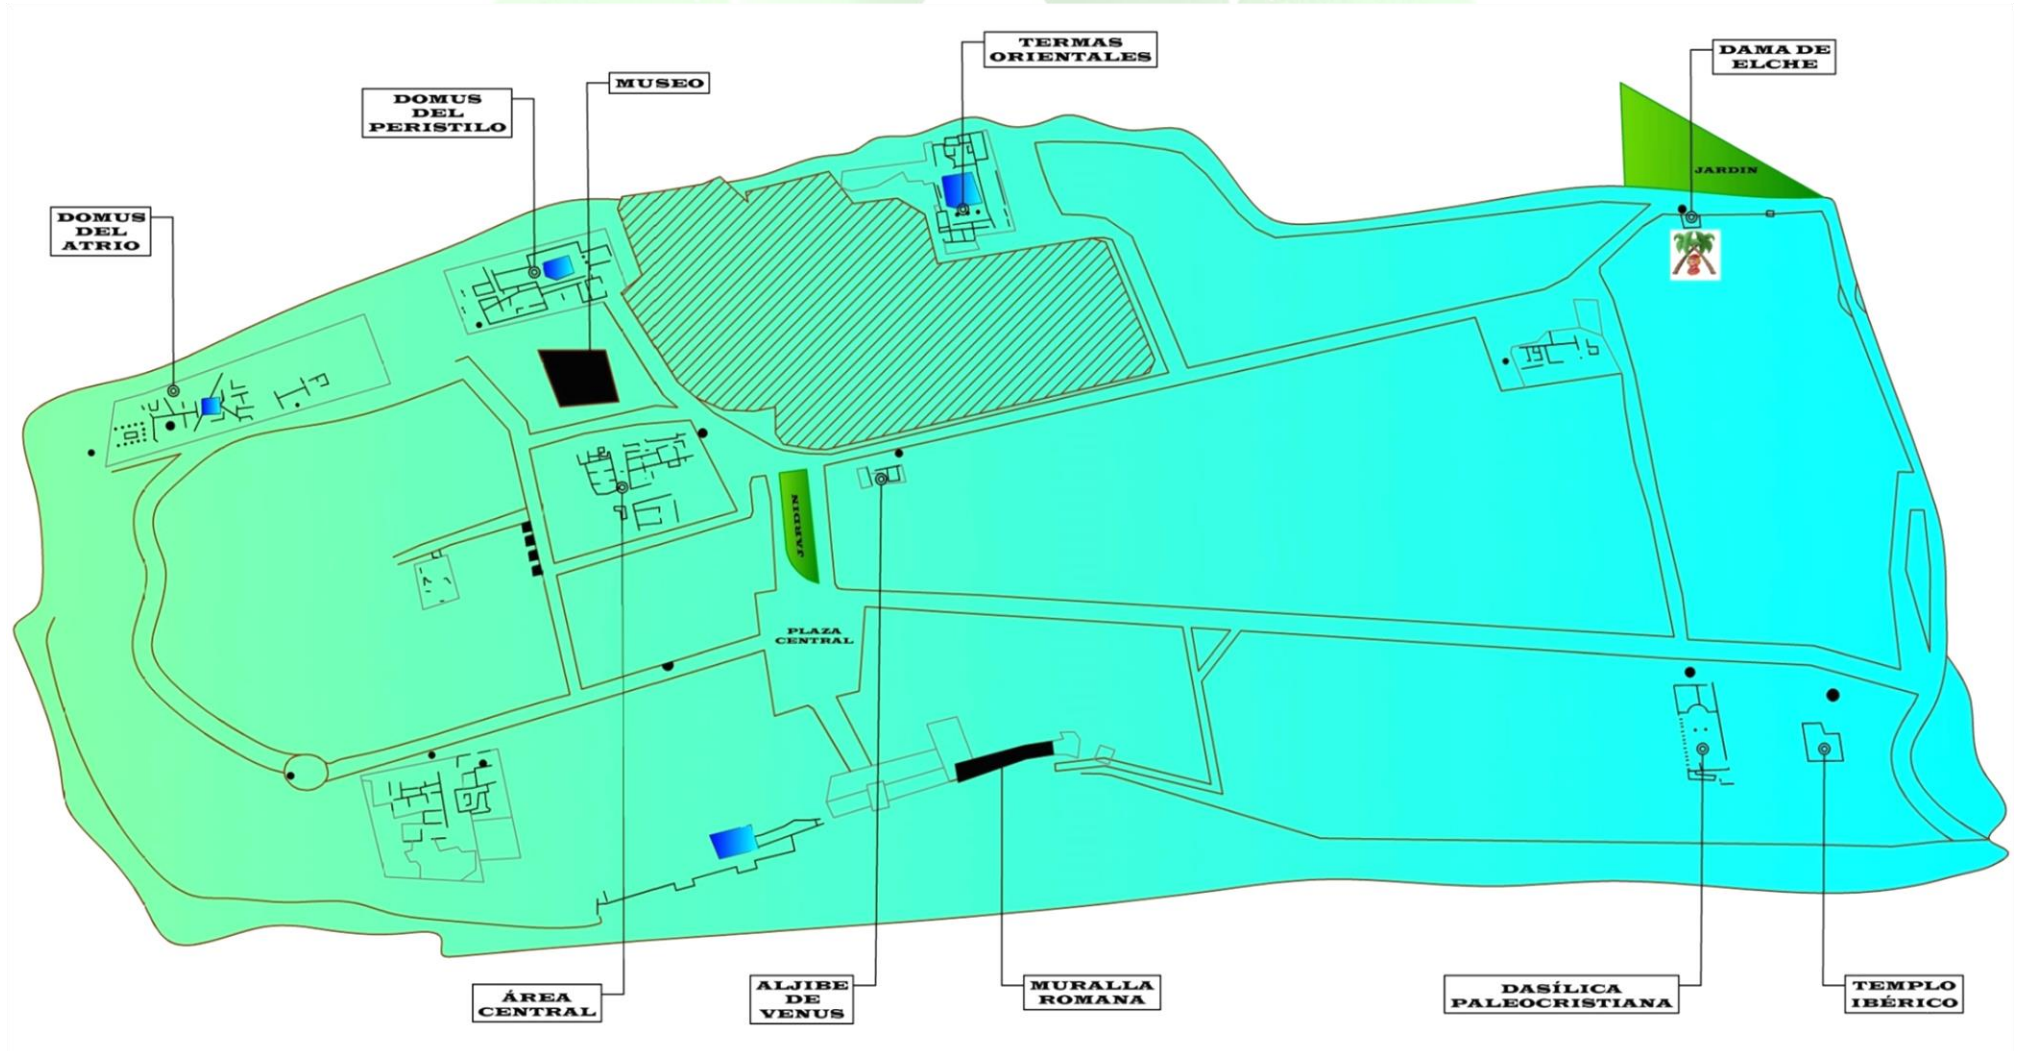 TERMAS
ORIENTALES
DAMA DE
ELCHE
MUSEO
DOMUS
DEL
PERISTILO
JARDIN
DOMUS
DEL
ATRIO
JARDIN
PLAZA
CENTRAL
ÁREA
CENTRAL
ALJIBE
DE
VENUS
MURALLA
ROMANA
DASÍLICA
PALEOCRISTIANA
TEMPLO
IBÉRICO